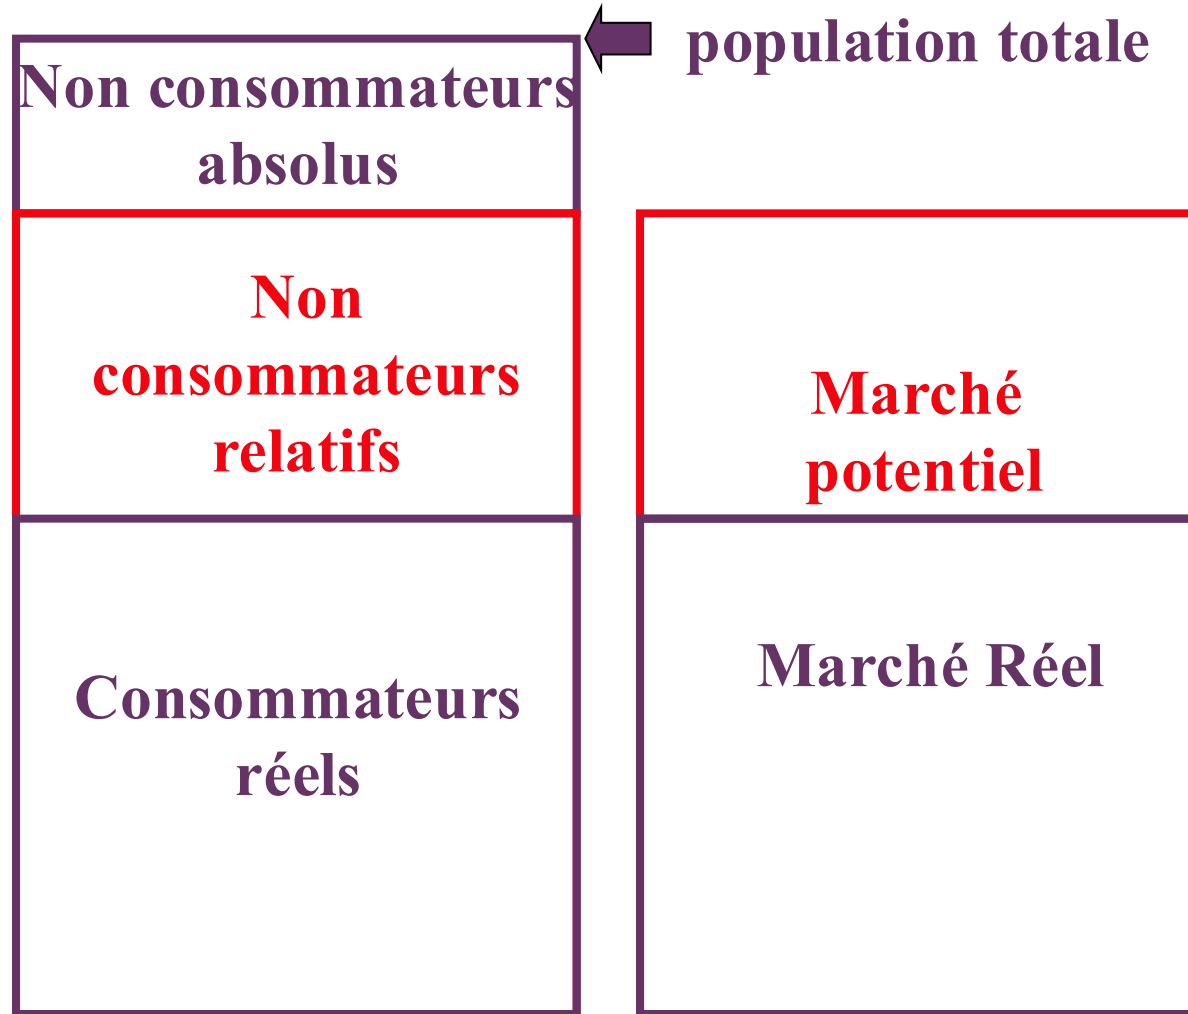 population totale
Non consommateurs
absolus
Non
consommateurs
relatifs
Marché
potentiel
Consommateurs
réels
Marché Réel